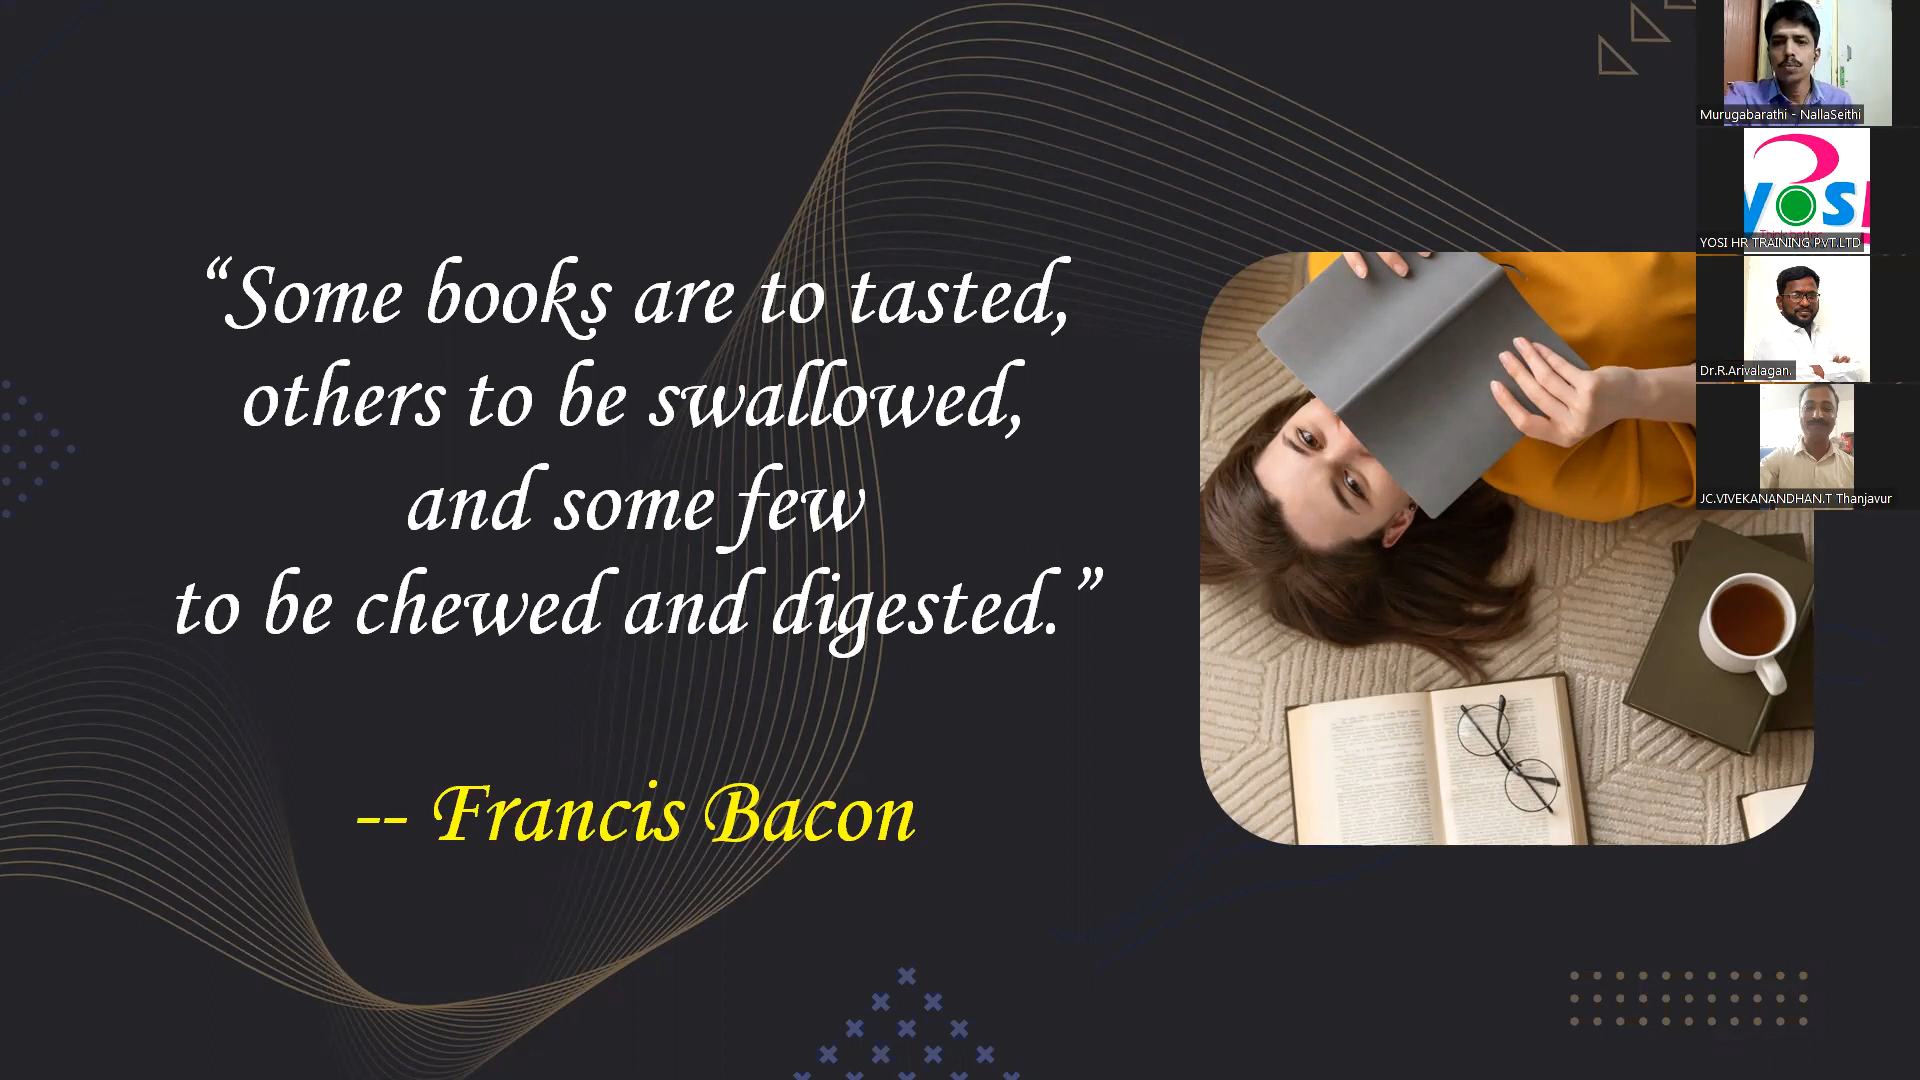 “Some books are to tasted,
others to be swallowed,
and some few
to be chewed and digested.”
-- Francis Bacon
Murugabarathi - NallaSeithi
YOSI
YOSI HR TRAINING PVT.LTD
Dr.R.Arivalagan.
JC.VIVEKANANDHAN.T Thanjavur